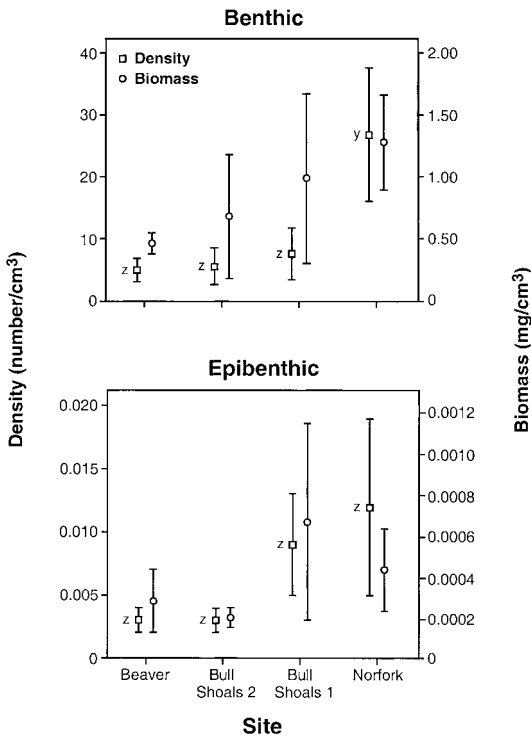 Benthic
Density
Biomass
40
30
20
10
0
z
z
z
y
2.00
1.50
1.00
0.50
0
Density (number/cm³)
Biomass (mg/cm³)
Epibenthic
0.020
0.015
0.010
0.005
0
z
z
z
z
0.0012
0.0010
0.0008
0.0006
0.0004
0.0002
0
Beaver
Bull
Shoals 2
Bull
Shoals 1
Norfork
Site